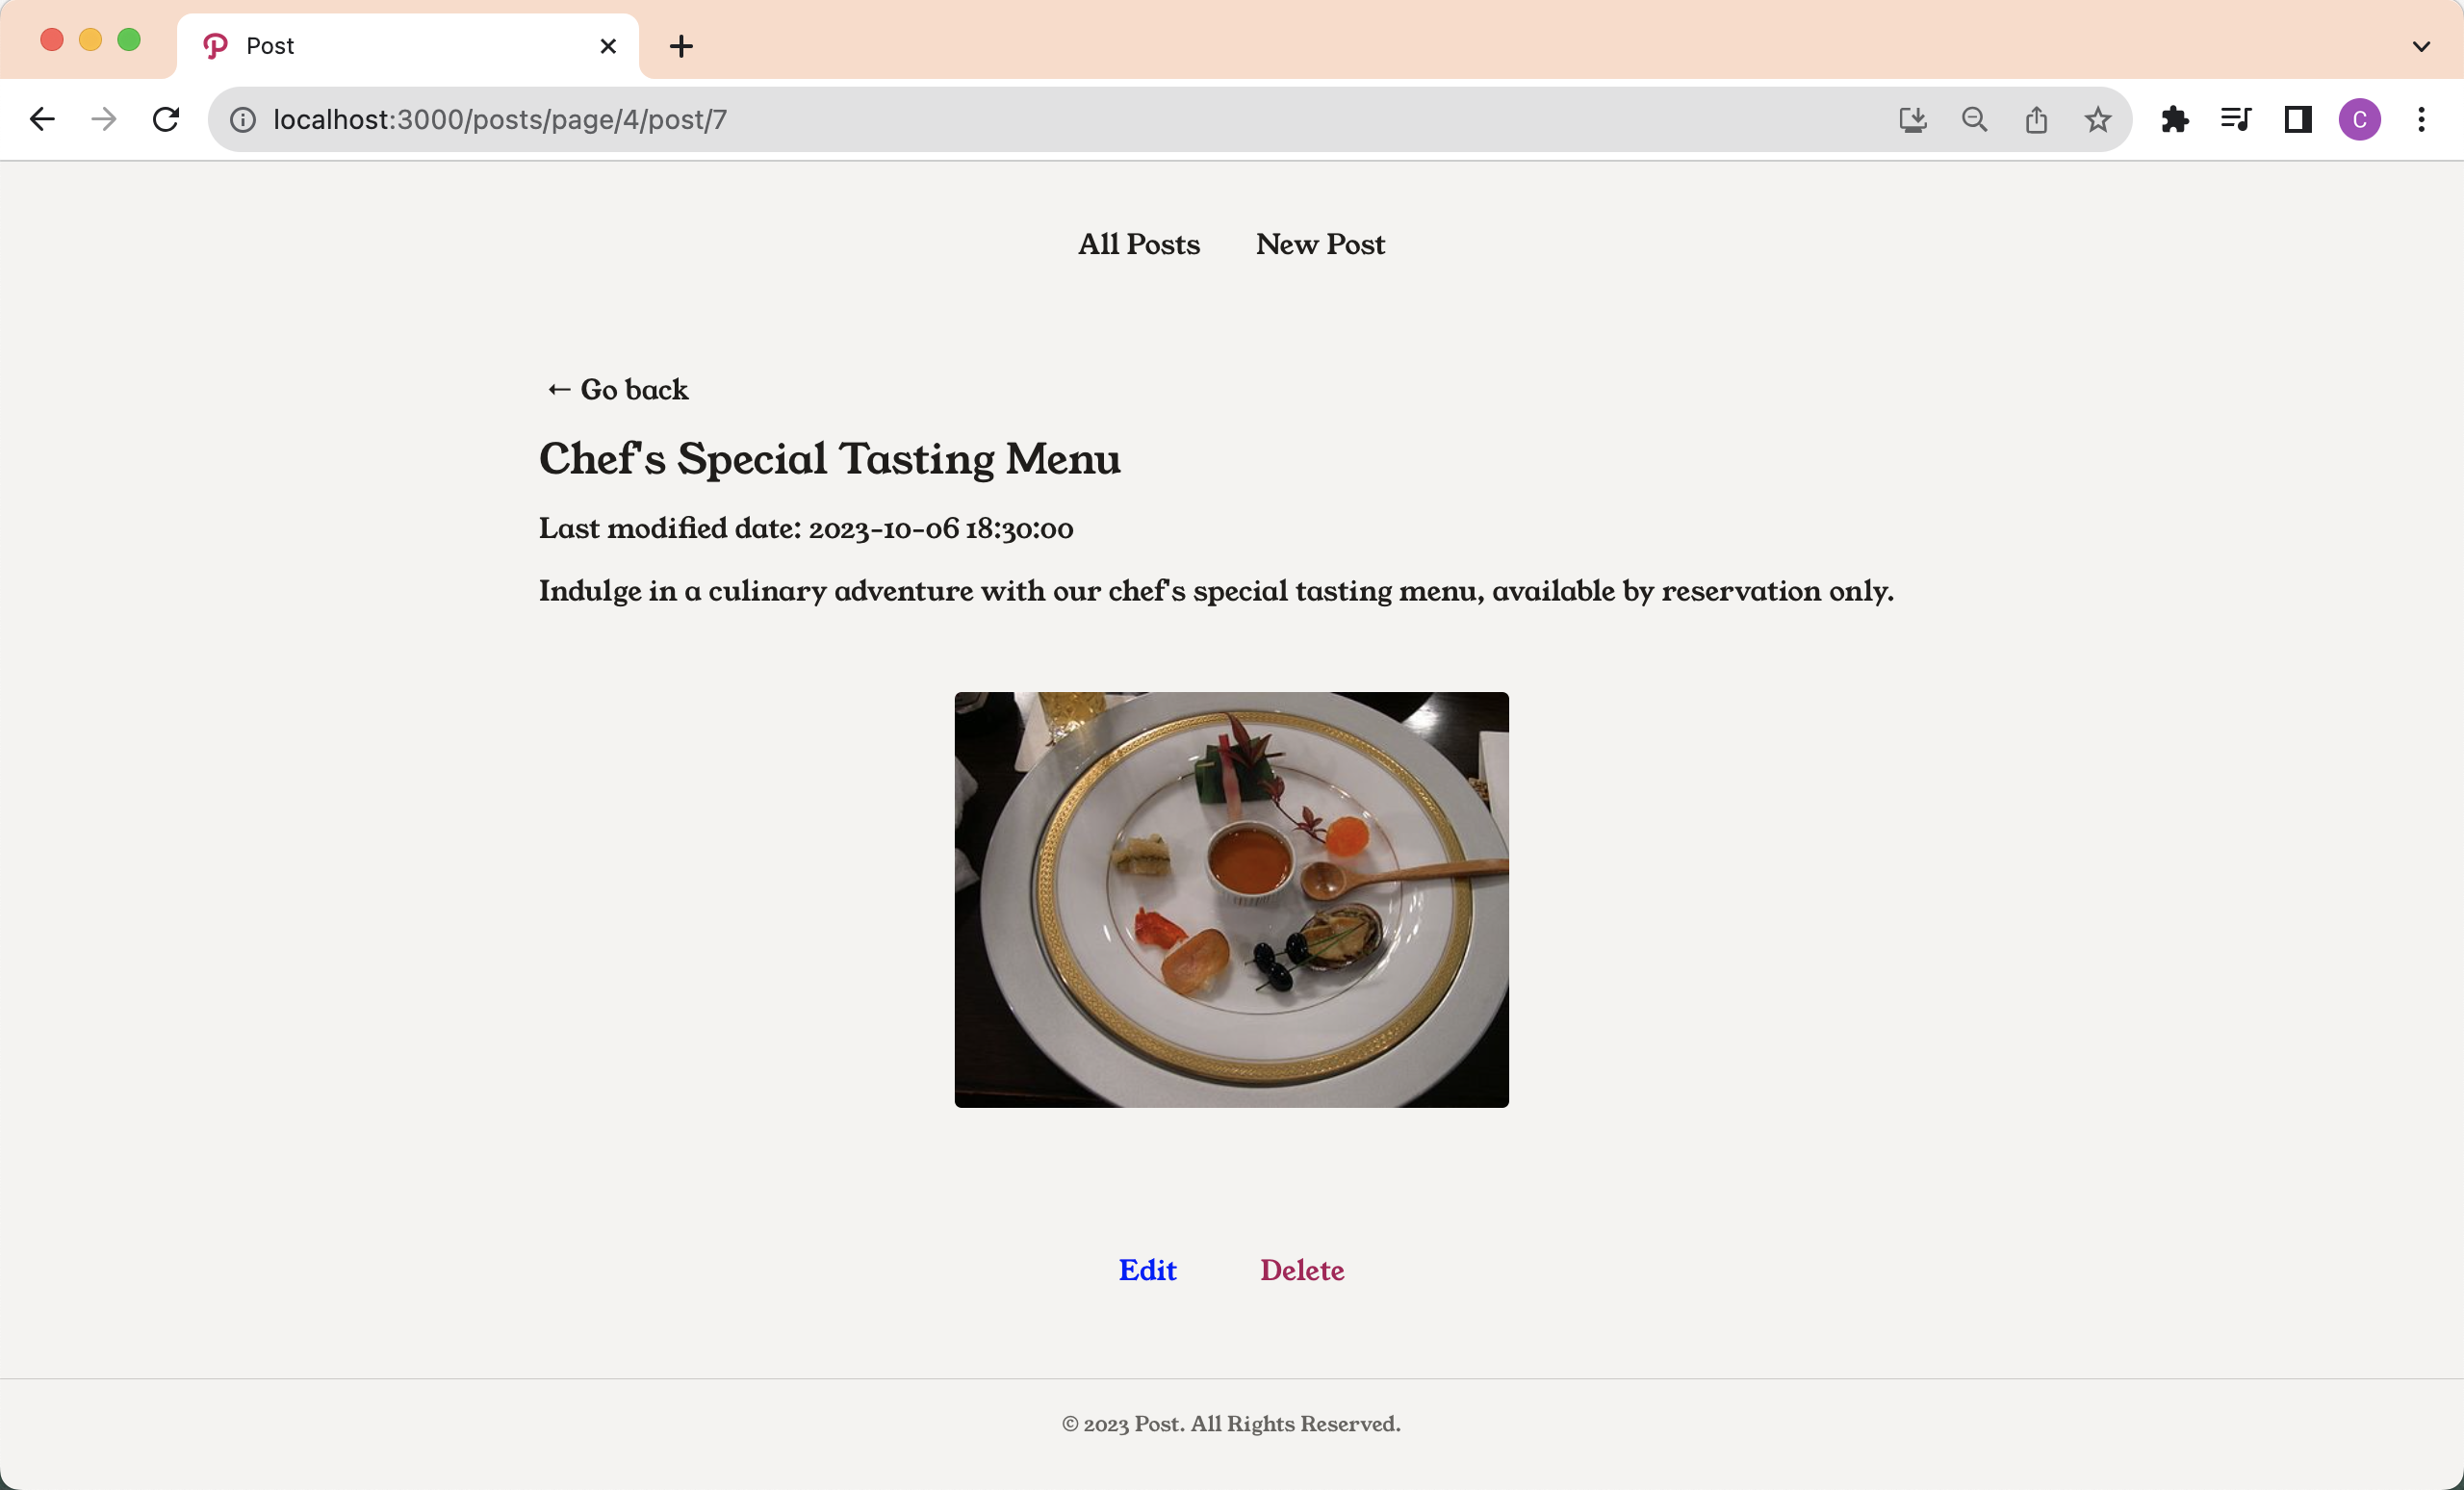 Post
localhost:3000/posts/page/4/post/7
C
All Posts New Post
← Go back
Chef's Special Tasting Menu
Last modified date: 2023-10-06 18:30:00
Indulge in a culinary adventure with our chef's special tasting menu, available by reservation only.
Edit Delete
© 2023 Post. All Rights Reserved.